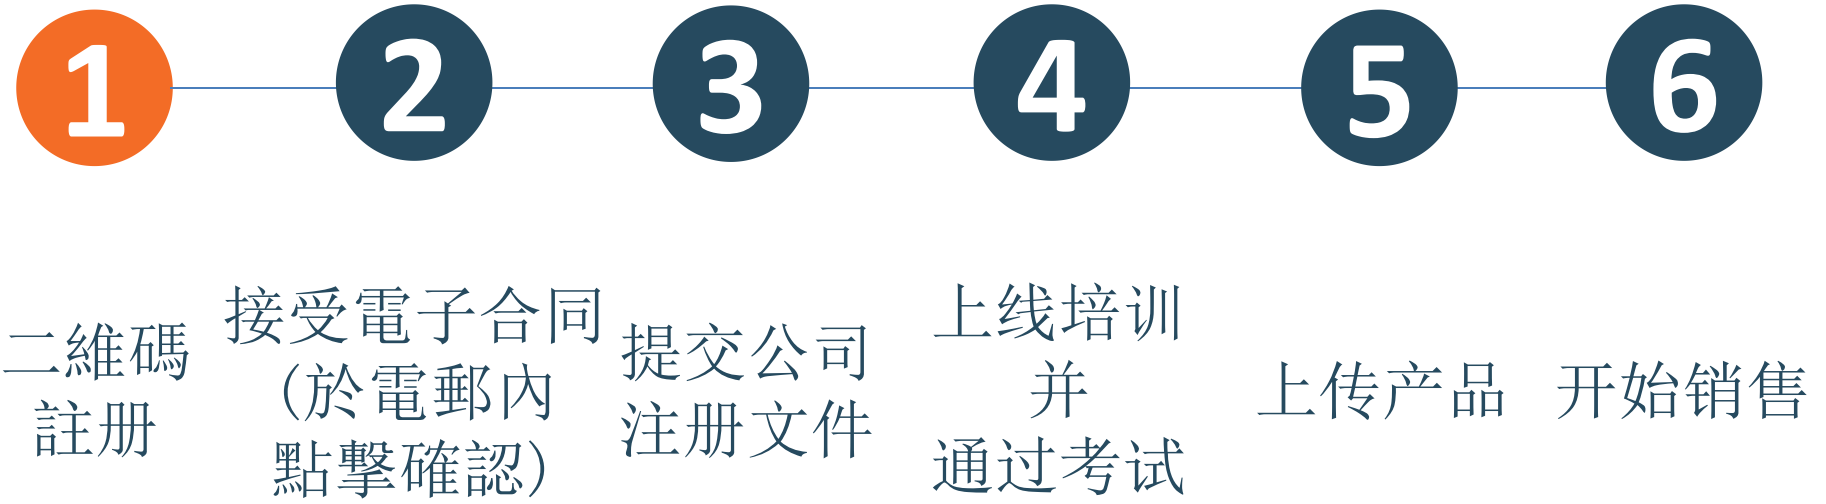 1
2
3
4
5
6
二維碼
註册
接受電子合同
（於電郵內
點擊確認）
提交公司
注册文件
上线培训
并
通过考试
上传产品
开始销售